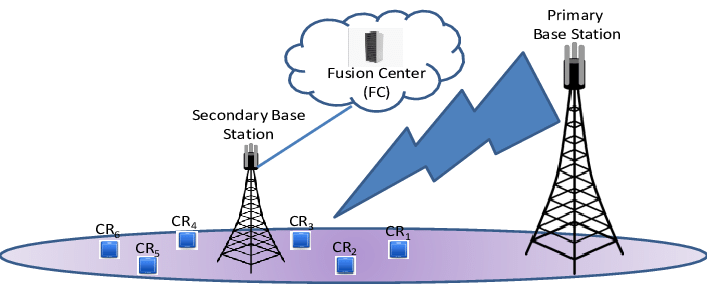 Primary
Base Station
Fusion Center
(FC)
Secondary Base
Station
CR6
CR5
CR4
CR3
CR2
CR1